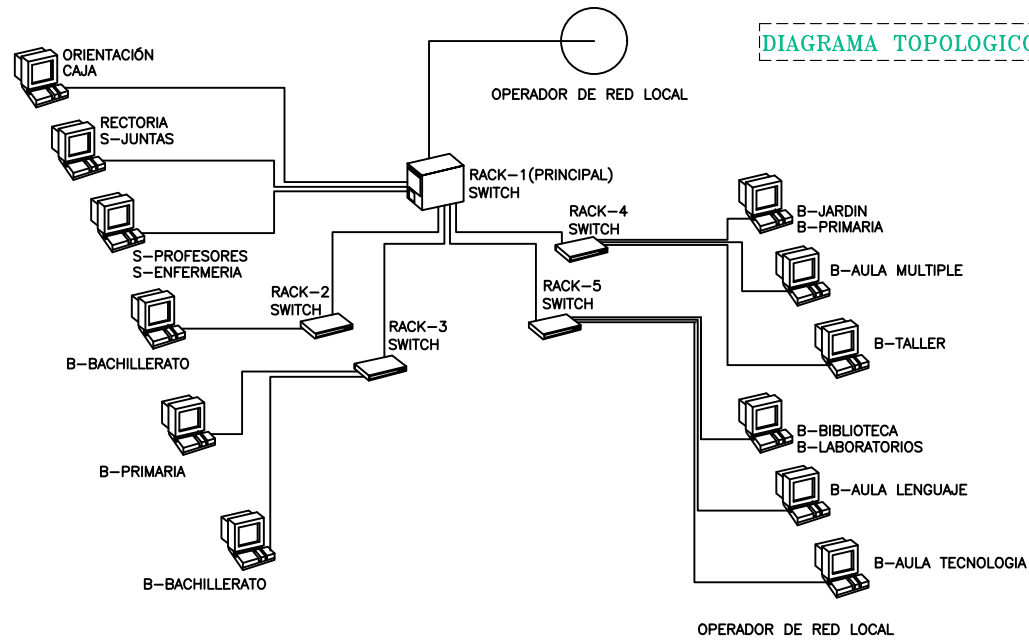 DIAGRAMA TOPOLOGICO
ORIENTACIÓN
CAJA
OPERADOR DE RED LOCAL
RECTORIA
S-JUNTAS
RACK-1(PRINCIPAL)
SWITCH
S-PROFESORES
S-ENFERMERIA
RACK-4
SWITCH
B-JARDIN
B-PRIMARIA
B-AULA MULTIPLE
RACK-2
SWITCH
RACK-5
SWITCH
RACK-3
SWITCH
B-BACHILLERATO
B-TALLER
B-PRIMARIA
B-BIBLIOTECA
B-LABORATORIOS
B-AULA LENGUAJE
B-BACHILLERATO
B-AULA TECNOLOGIA
OPERADOR DE RED LOCAL